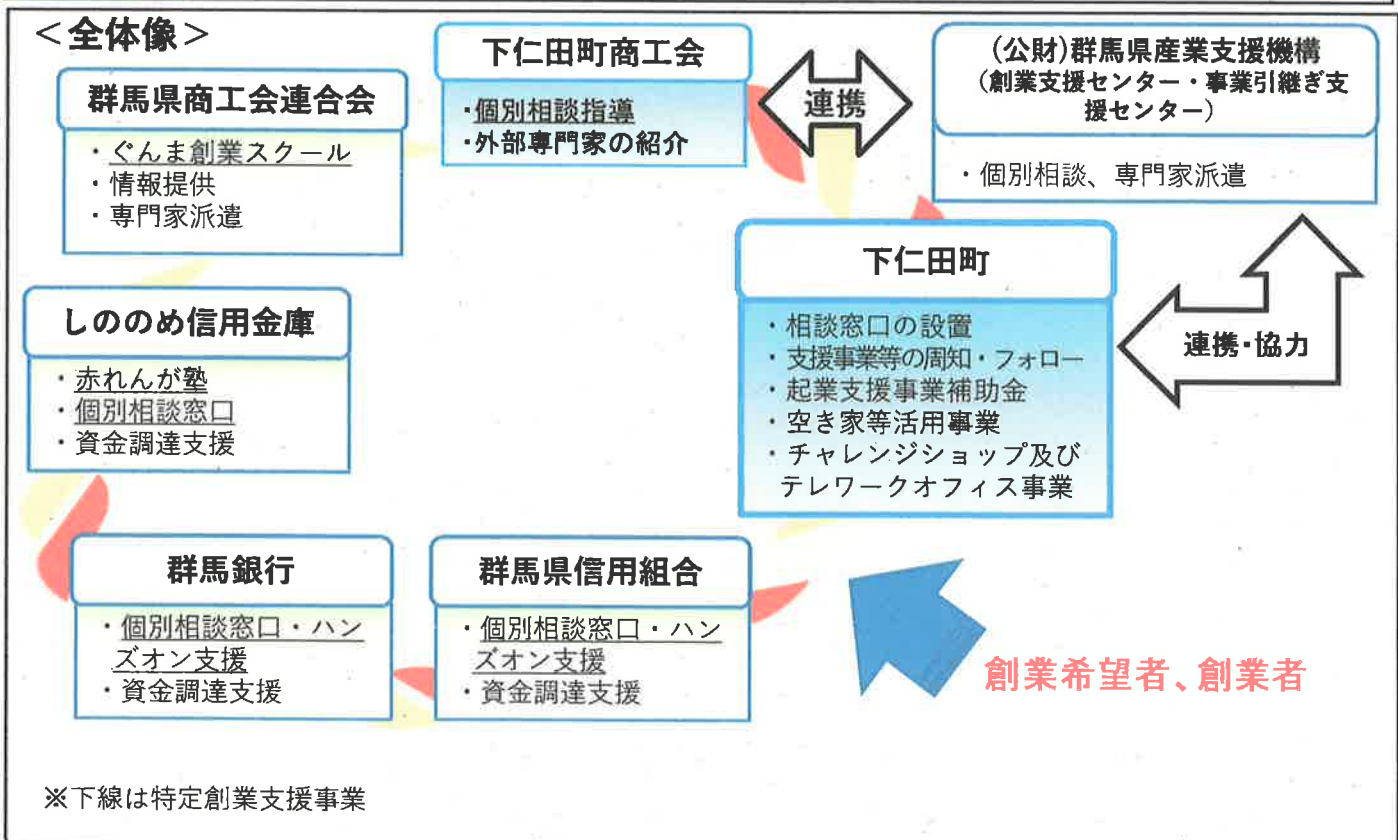 ＜全体像＞
群馬県商工会連合会
・ぐんま創業スクール
・情報提供
・専門家派遣
下仁田町商工会
・個別相談指導
・外部専門家の紹介
連携
(公財)群馬県産業支援機構
(創業支援センター・事業引継ぎ支
援センター)
・個別相談、専門家派遣
しののめ信用金庫
・赤れんが塾
・個別相談窓口
・資金調達支援
下仁田町
・相談窓口の設置
・支援事業等の周知・フォロー
・起業支援事業補助金
・空き家等活用事業
・チャレンジショップ及び
テレワークオフィス事業
連携・協力
群馬銀行
・個別相談窓口・ハン
ズオン支援
・資金調達支援
群馬県信用組合
・個別相談窓口・ハン
ズオン支援
・資金調達支援
創業希望者、創業者
※下線は特定創業支援事業